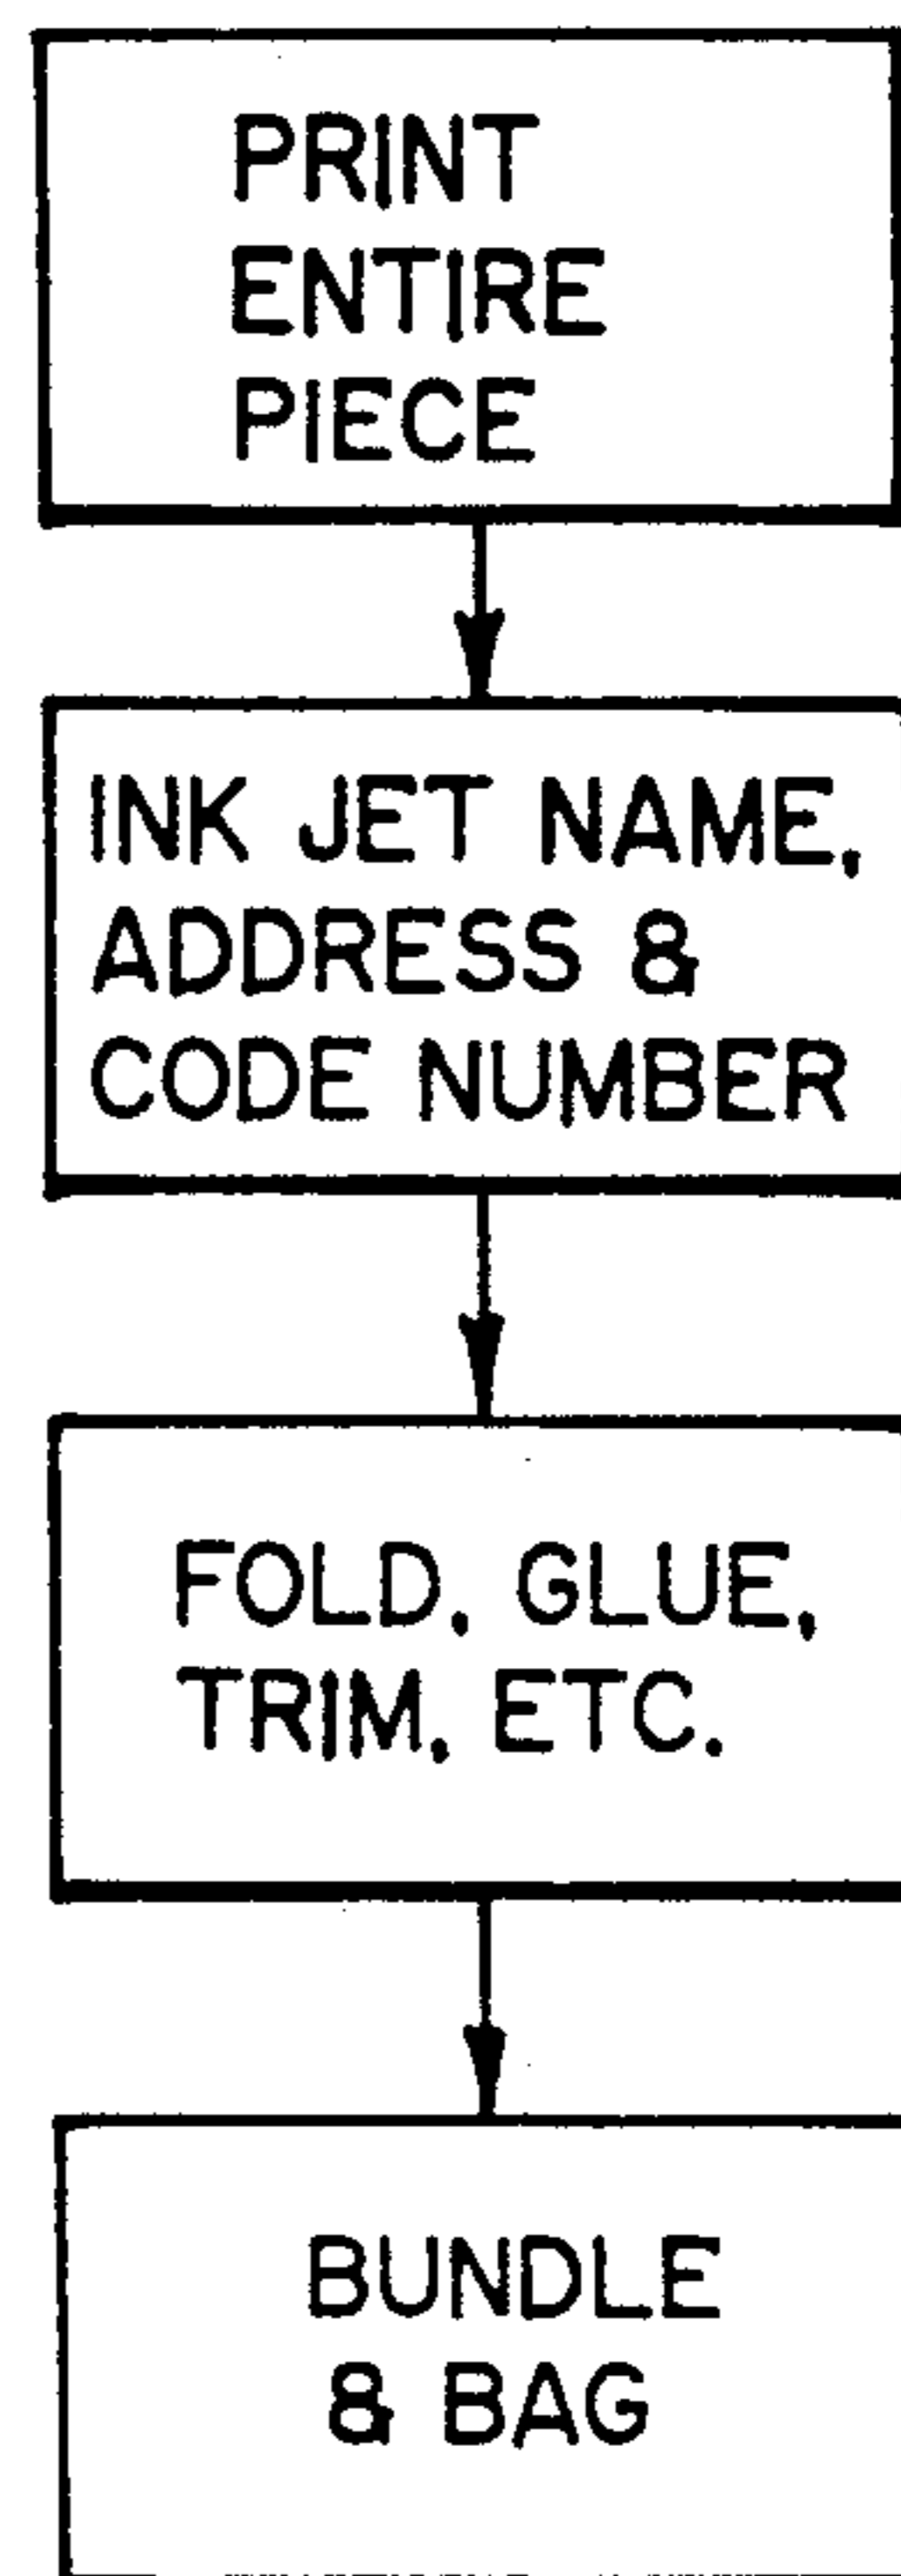 PRINT
ENTIRE
PIECE
INK JET NAME,
ADDRESS &
CODE NUMBER
FOLD, GLUE,
TRIM, ETC.
BUNDLE
& BAG